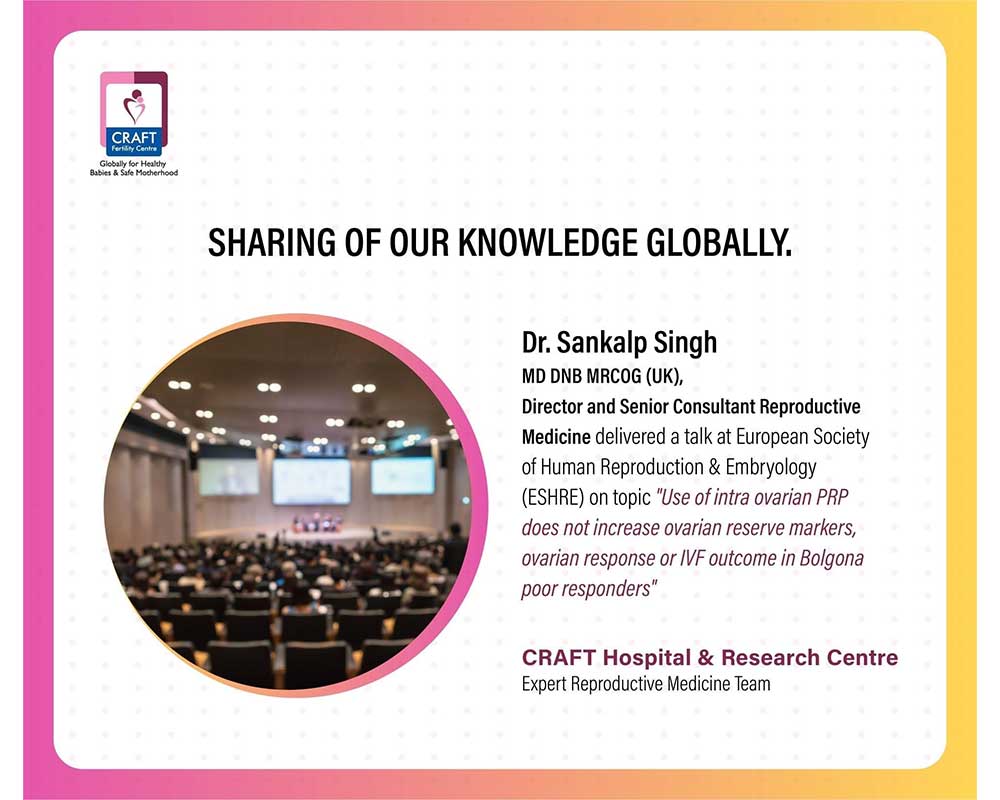 CRAFT
Fertility Centre
Globally for Healthy
Babies & Safe Motherhood
SHARING OF OUR KNOWLEDGE GLOBALLY.
Dr. Sankalp Singh
MD DNB MRCOG (UK),
Director and Senior Consultant Reproductive
Medicine delivered a talk at European Society
of Human Reproduction & Embryology
(ESHRE) on topic "Use of intra ovarian PRP
does not increase ovarian reserve markers,
ovarian response or IVF outcome in Bolgona
poor responders"
CRAFT Hospital & Research Centre
Expert Reproductive Medicine Team